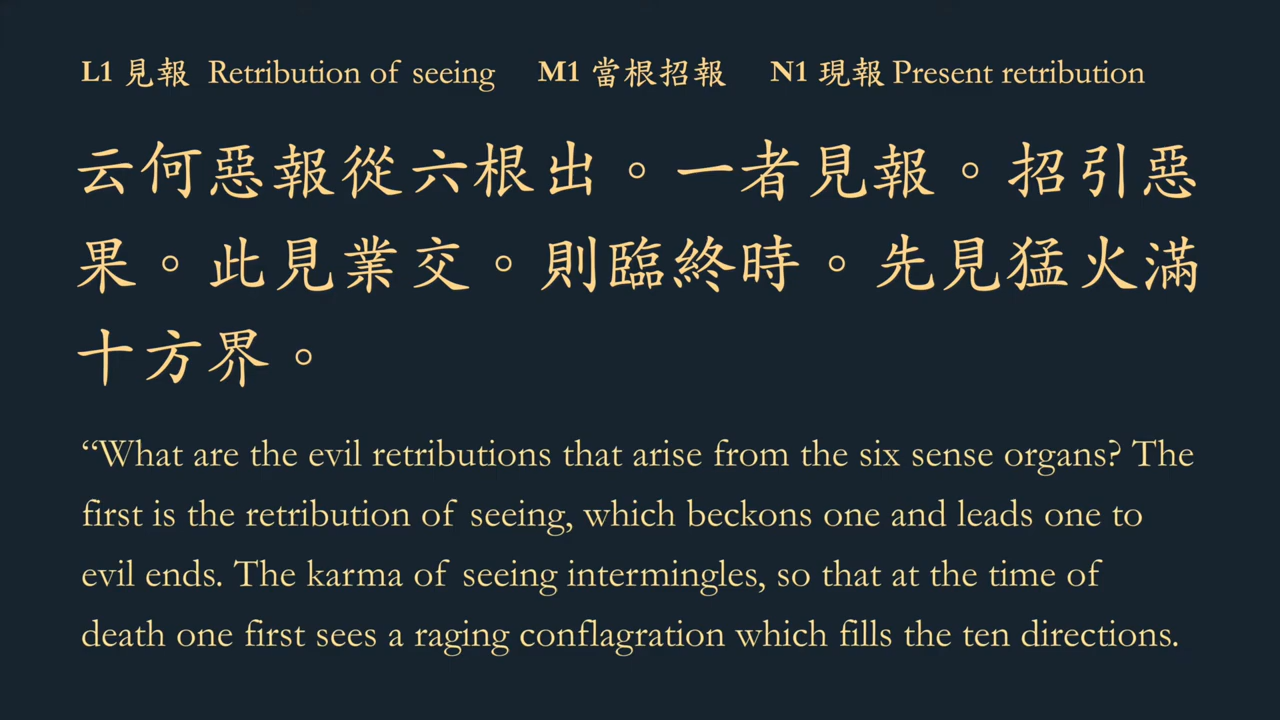 L1 見報 Retribution of seeing M1 當根招報 N1 現報 Present retribution
云何惡報從六根出。一者見報。招引惡
果。此見業交。則臨終時。先見猛火滿
十方界。
“What are the evil retributions that arise from the six sense organs? The
first is the retribution of seeing, which beckons one and leads one to
evil ends. The karma of seeing intermingles, so that at the time of
death one first sees a raging conflagration which fills the ten directions.